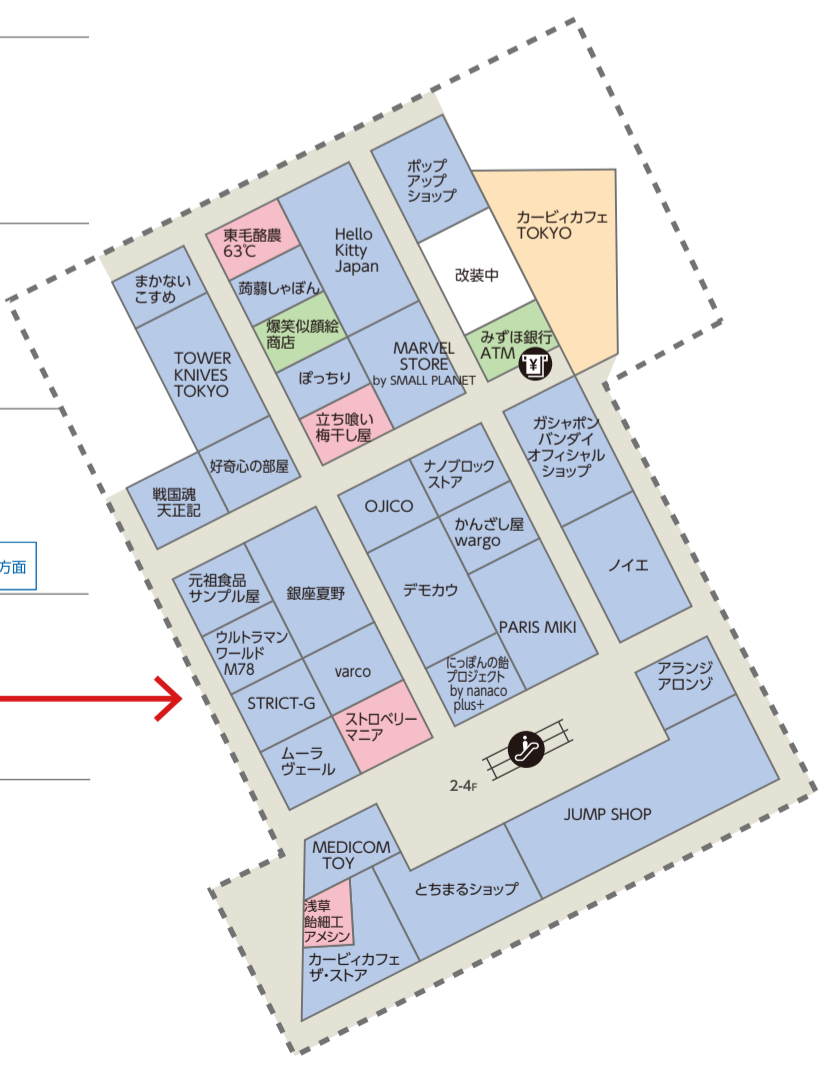 ポップ
アップ
ショップ
カービィカフェ
TOKYO
東毛酪農
63℃
Hello
Kitty
Japan
改装中
まかない
こすめ
蒟蒻しゃぼん
爆笑似顔絵
商店
みずほ銀行
ATM
¥
TOWER
KNIVES
TOKYO
MARVEL
STORE
by SMALL PLANET
ぽっちり
立ち喰い
梅干し屋
ガシャポン
バンダイ
オフィシャル
ショップ
好奇心の部屋
戦国魂
天正記
ナノブロック
ストア
OJICO
かんざし屋
wargo
方面
元祖食品
サンプル屋
銀座夏野
デモカウ
ノイエ
PARIS MIKI
ウルトラマン
ワールド
M78
varco
にっぽんの飴
プロジェクト
by nanaco
plus+
アランジ
アロンゾ
STRICT-G
ストロベリー
マニア
ムーラ
ヴェール
2-4F
JUMP SHOP
MEDICOM
TOY
とちまるショップ
浅草
飴細工
アメシン
カービィカフェ
ザ・ストア